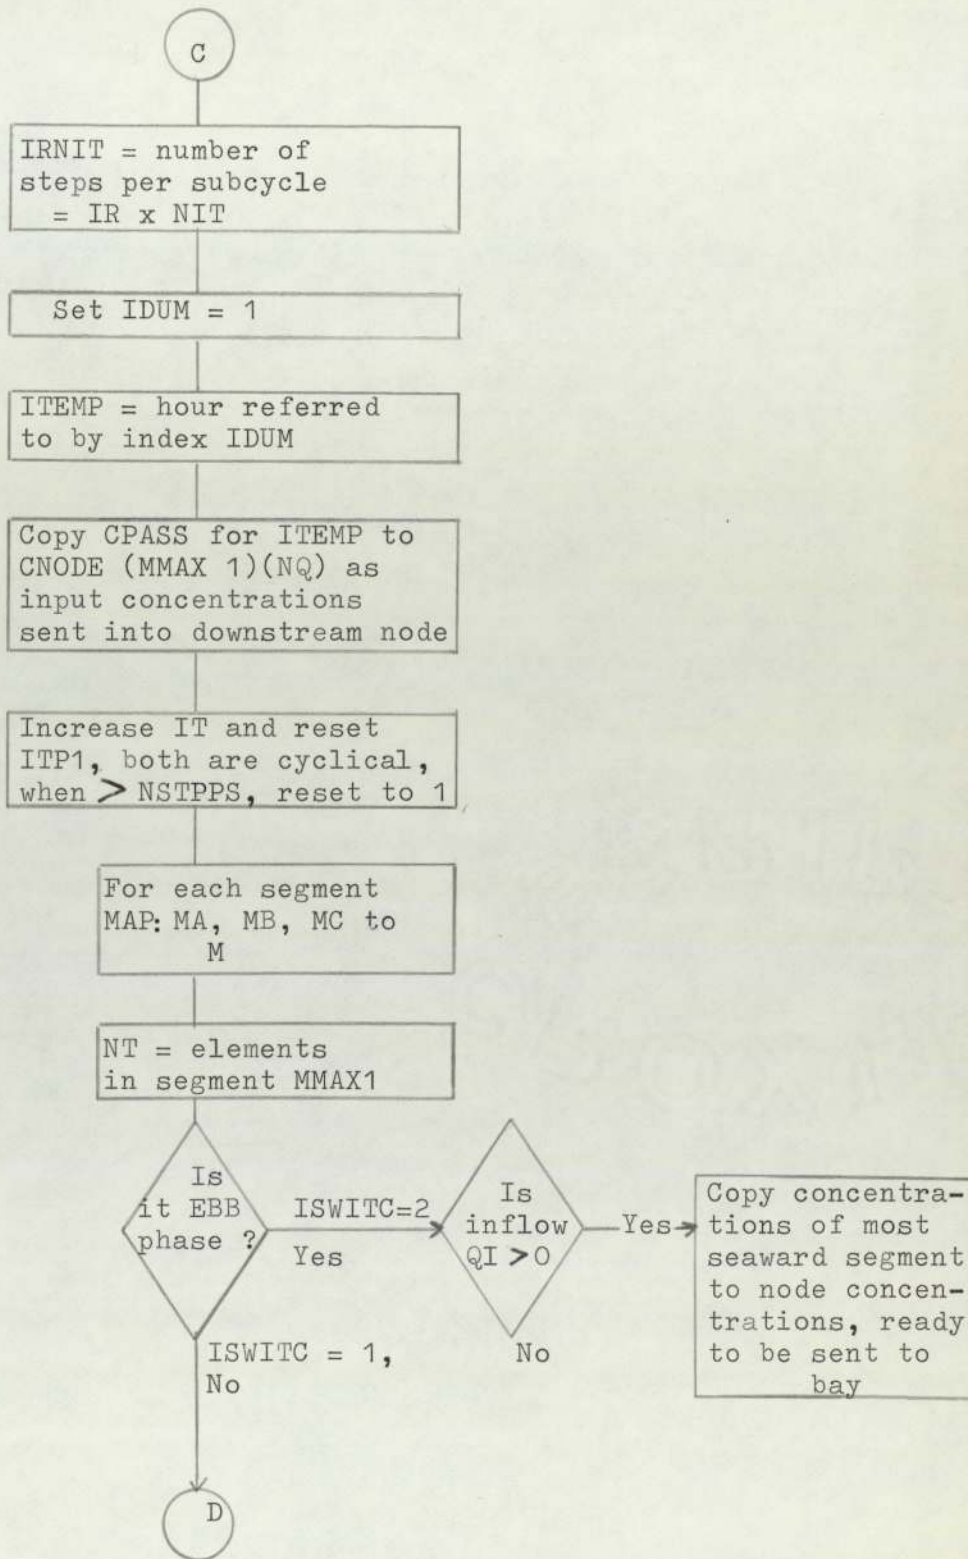 C
IRNIT = number of
steps per subcycle
= IR x NIT
Set IDUM = 1
ITEMP = hour referred
to by index IDUM
Copy CPASS for ITEMP to
CNODE (MMAX 1)(NQ) as
input concentrations
sent into downstream node
Increase IT and reset
ITP1, both are cyclical,
when > NSTPPS, reset to 1
For each segment
MAP: MA, MB, MC to
M
NT = elements
in segment MMAX1
Is
it EBB
phase ?
ISWITC=2
Yes
Is
inflow
QI > 0
Yes
Copy concentra-
tions of most
seaward segment
to node concen-
trations, ready
to be sent to
bay
ISWITC = 1,
No
No
D